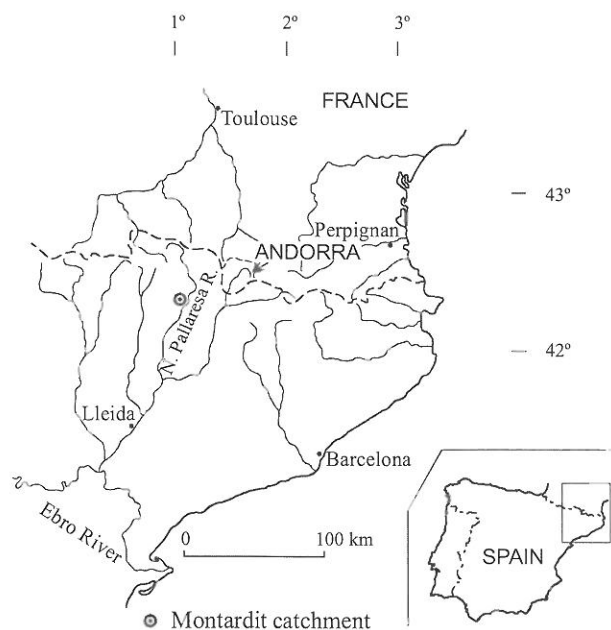 1º 2º 3º
FRANCE
Toulouse
43º
Perpignan
ANDORRA
N. Pallaresa R.
42º
Lleida
Barcelona
Ebro River
0 100 km
SPAIN
Montardit catchment